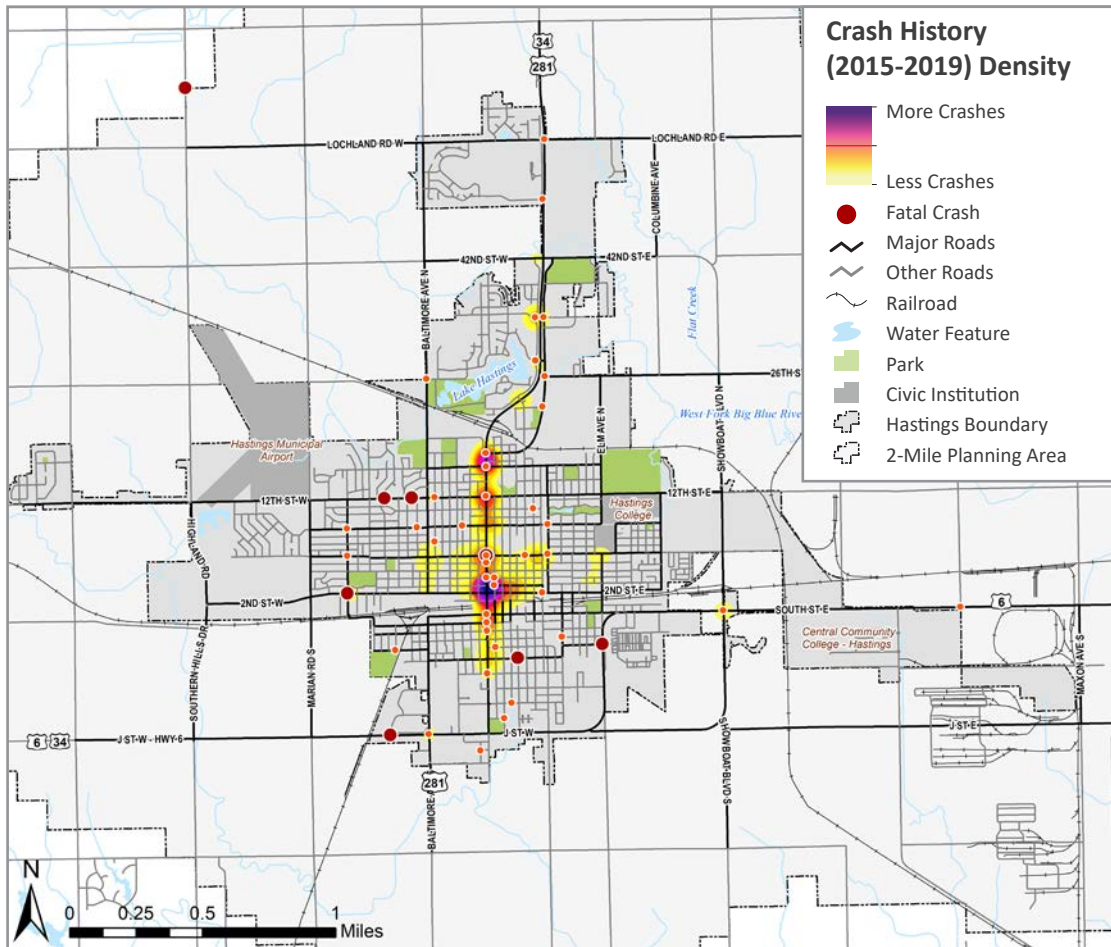 Crash History
(2015-2019) Density
More Crashes
Less Crashes
Fatal Crash
Major Roads
Other Roads
Railroad
Water Feature
Park
Civic Institution
Hastings Boundary
2-Mile Planning Area
34
281
LOCHLAND RD W
LOCHLAND RD E
COLUMBINE AVE
42ND ST W
42ND ST E
BALTIMORE AVE N
Flat Creek
Lake Hastings
26TH S
ELM AVE N
West Fork Big Blue Rive
SHOWBOAT BLVD N
Hastings Municipal
Airport
12TH ST W
12TH ST E
Hastings
College
HIGHLAND RD
2ND ST W
2ND ST E
SOUTH ST E
6
Central Community
College - Hastings
SOUTHERN HILLS DR
MARIAN RD S
MAXON AVE S
6
34
J ST W - HWY 6
J ST W
J ST E
SHOWBOAT BLVD S
281
BALTIMORE A
N
0
0.25
0.5
1
Miles